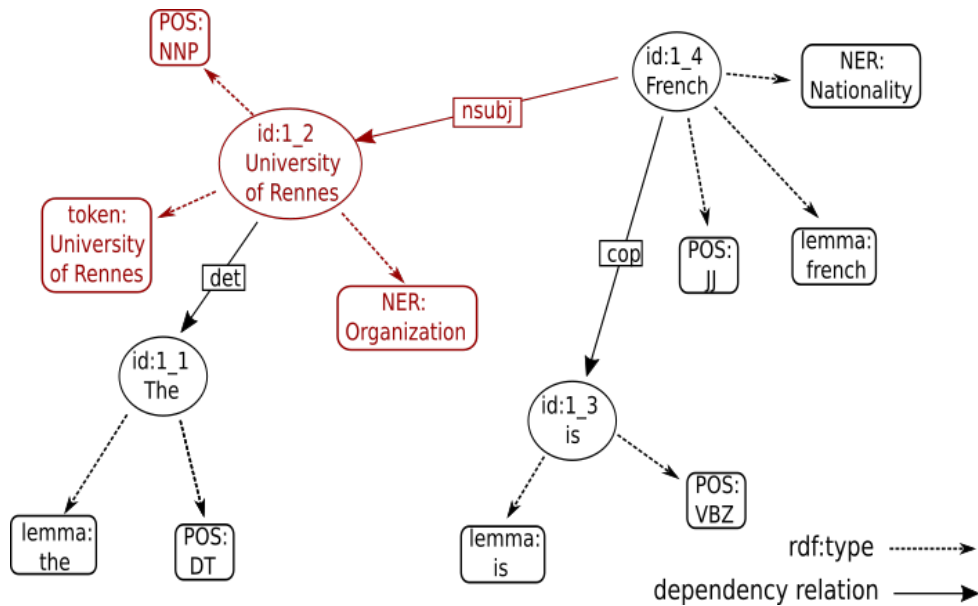 POS:
NNP
id:1_4
French
NER:
Nationality
nsubj
id:1_2
University
of Rennes
token:
University
of Rennes
det
NER:
Organization
cop
POS:
JJ
lemma:
french
id:1_1
The
id:1_3
is
lemma:
the
POS:
DT
lemma:
is
POS:
VBZ
rdf:type
dependency relation